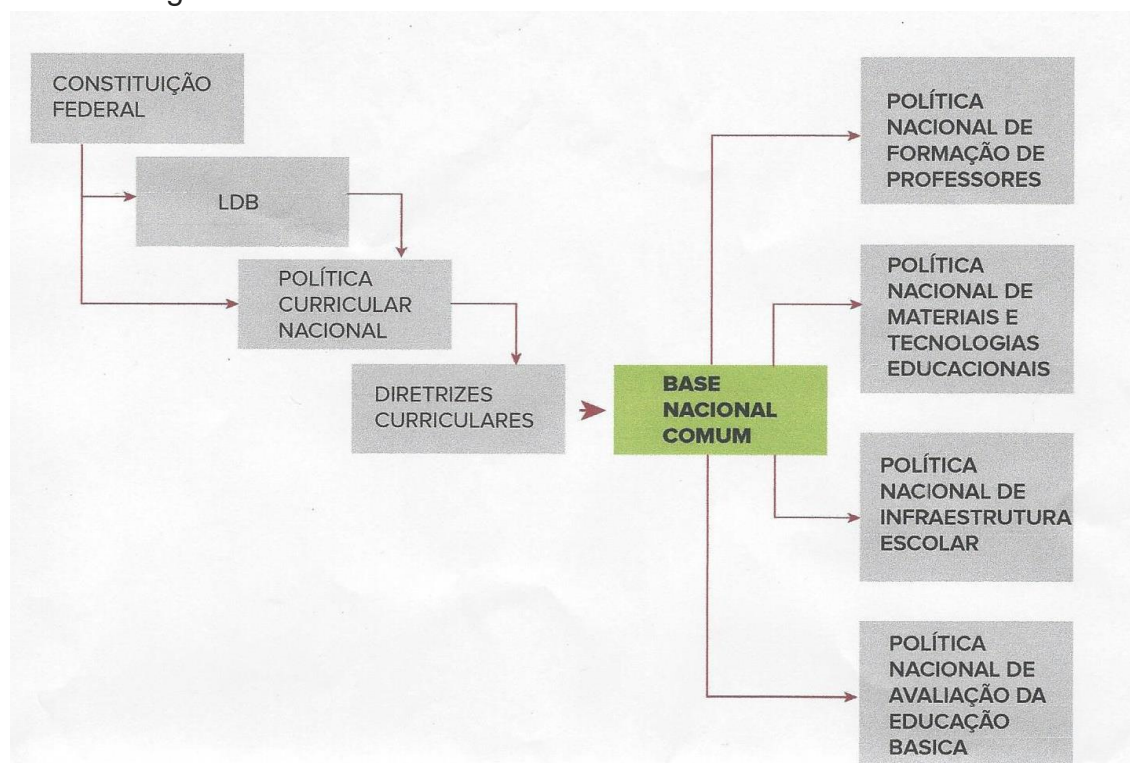 CONSTITUIÇÃO
FEDERAL
LDB
POLÍTICA
CURRICULAR
NACIONAL
DIRETRIZES
CURRICULARES
BASE
NACIONAL
COMUM
POLÍTICA
NACIONAL DE
FORMAÇÃO DE
PROFESSORES
POLÍTICA
NACIONAL DE
MATERIAIS E
TECNOLOGIAS
EDUCACIONAIS
POLÍTICA
NACIONAL DE
INFRAESTRUTURA
ESCOLAR
POLÍTICA
NACIONAL DE
AVALIAÇÃO DA
EDUCAÇÃO
BASICA